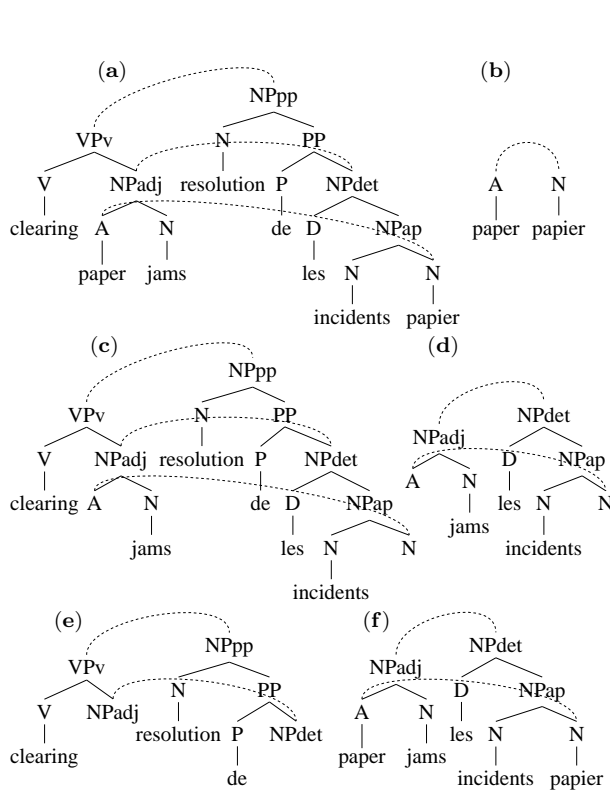 (a) (b)
NPpp
VPv N PP
V NPadj resolution P NPdet A N
clearing A N de D NPap paper papier
paper jams les N N
incidents papier
(c) (d)
NPpp
VPv N PP NPadj NPdet
V NPadj resolution P NPdet A N D NPap
clearing A N de D NPap jams les N N
jams les N N incidents
incidents
(e) (f)
NPpp NPdet
VPv N PP NPadj D NPap
V NPadj resolution P NPdet A N les N N
clearing de paper jams incidents papier